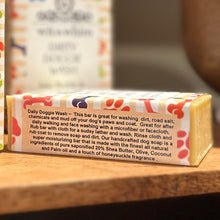 DIRTY
DOGGIE
WASH
Daily Doggie Wash - This bar is great for washing dirt, road salt,
chemicals and mud off your dog's paws and coat. Great for after
daily walking and face washing with a microfiber or facecloth.
Rub bar with cloth for a sudsy lather and wash. Rinse cloth and
rub coat to remove soap and dirt. Our handcrafted dog soap is a
super moisturizing bar that is made with the finest all natural
ingredients of pure saponified 20% Shea Butter, Olive, Coconut
and Palm oil and a touch of honeysuckle fragrance.